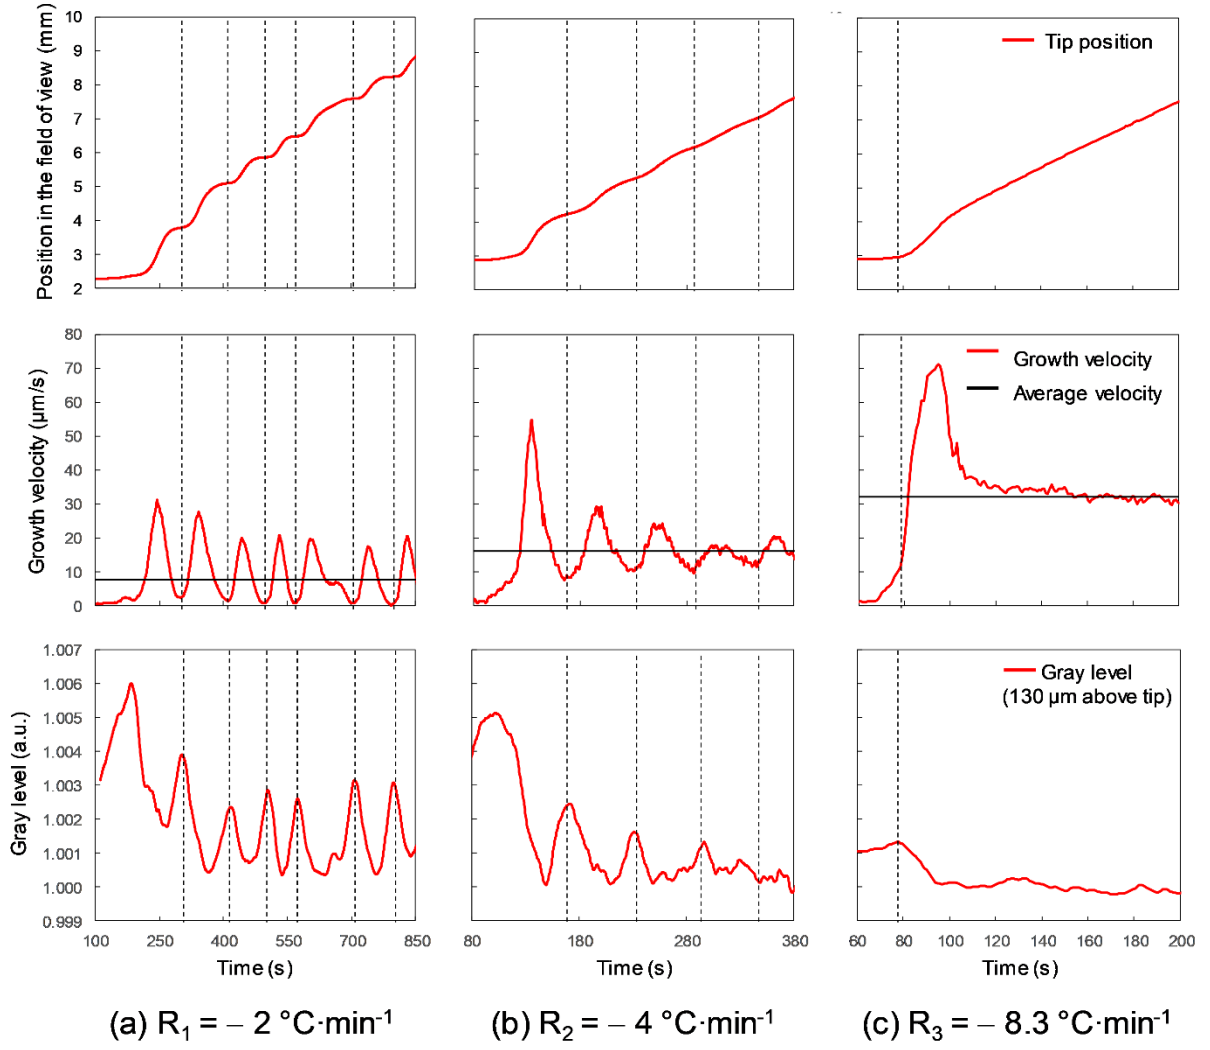 Position in the field of view (mm)
10
9
8
7
6
5
4
3
2
Tip position
Growth velocity (µm/s)
80
70
60
50
40
30
20
10
0
Growth velocity
Average velocity
Gray level (a.u.)
1.007
1.006
1.005
1.004
1.003
1.002
1.001
1.000
0.999
Gray level
(130 µm above tip)
100 250 400 550 700 850
80 180 280 380
60 80 100 120 140 160 180 200
Time (s)
Time (s)
Time (s)
(a) R1 = – 2 °C·min-1
(b) R2 = – 4 °C·min-1
(c) R3 = – 8.3 °C·min-1